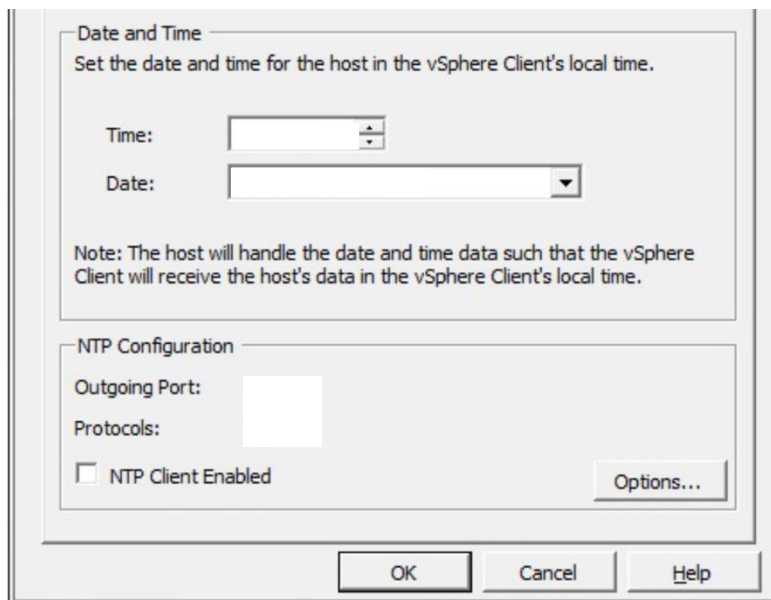 Date and Time
Set the date and time for the host in the vSphere Client's local time.
Time:
Date:
Note: The host will handle the date and time data such that the vSphere
Client will receive the host's data in the vSphere Client's local time.
NTP Configuration
Outgoing Port:
Protocols:
NTP Client Enabled
Options...
OK Cancel Help